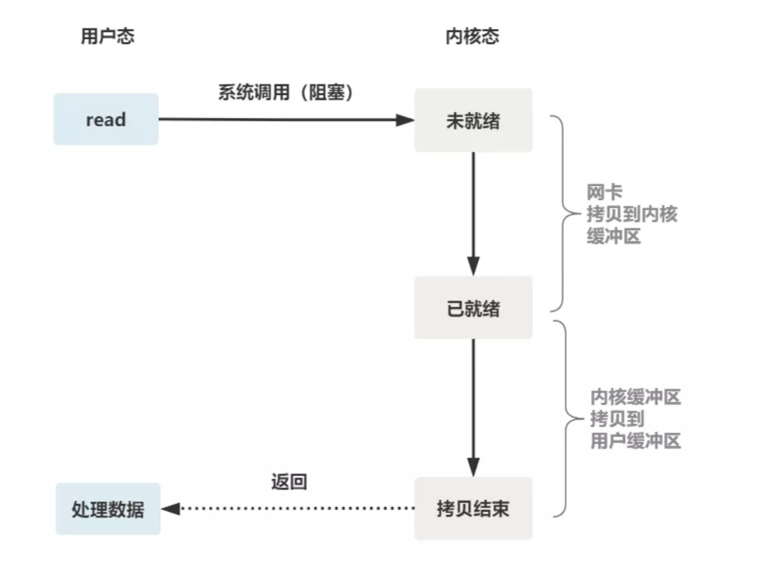 用户态
内核态
系统调用（阻塞）
read
未就绪
网卡
拷贝到内核
缓冲区
已就绪
内核缓冲区
拷贝到
用户缓冲区
返回
处理数据
拷贝结束